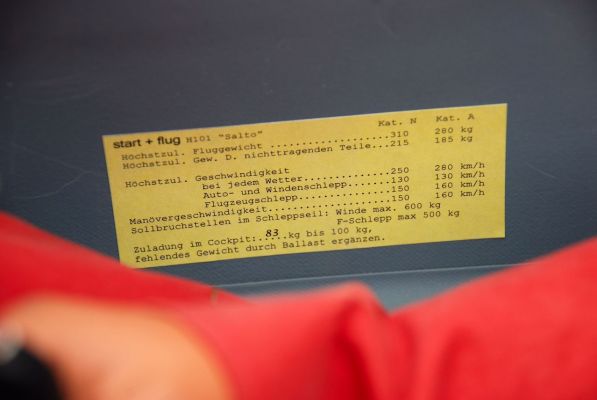 start + flug H101 "Salto" Kat. N Kat. A
Höchstzul. Fluggewicht ...................310 280 kg
Höchstzul. Gew. D. nichttragenden Teile...215 185 kg
Höchstzul. Geschwindigkeit
bei jedem Wetter..............250 280 km/h
Auto- und Windenschlepp.......130 130 km/h
Flugzeugschlepp...............150 160 km/h
Manövergeschwindigkeit....................150 160 km/h
Sollbruchstellen im Schleppseil: Winde max. 600 kg
F-Schlepp max 500 kg
Zuladung im Cockpit:..83..kg bis 100 kg,
fehlendes Gewicht durch Ballast ergänzen.